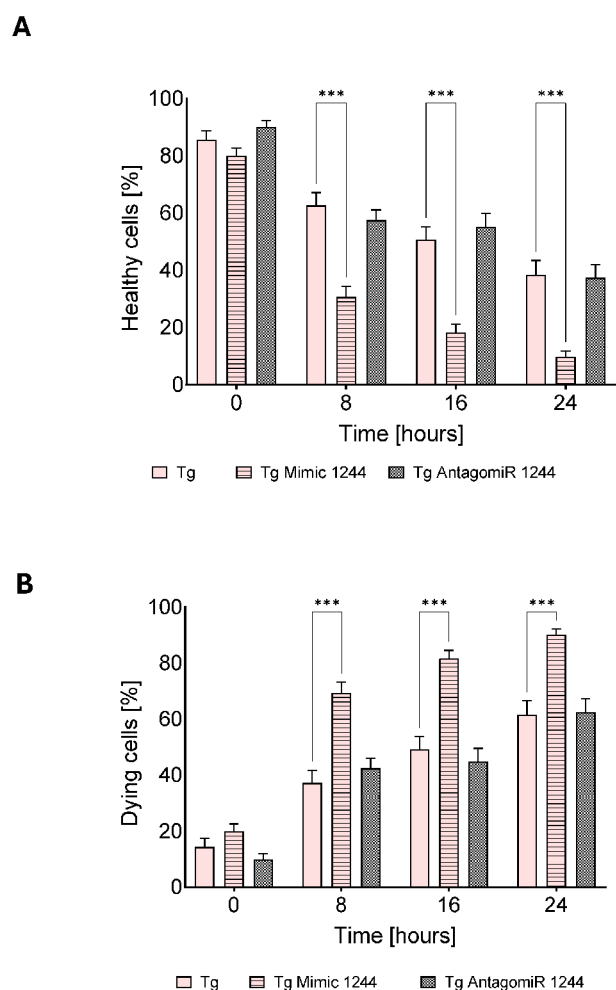 A
*** *** ***
100
80
60
40
20
0
Healthy cells [%]
0 8 16 24
Time [hours]
Tg Tg Mimic 1244 Tg AntagomiR 1244
B
*** *** ***
100
80
60
40
20
0
Dying cells [%]
0 8 16 24
Time [hours]
Tg Tg Mimic 1244 Tg AntagomiR 1244